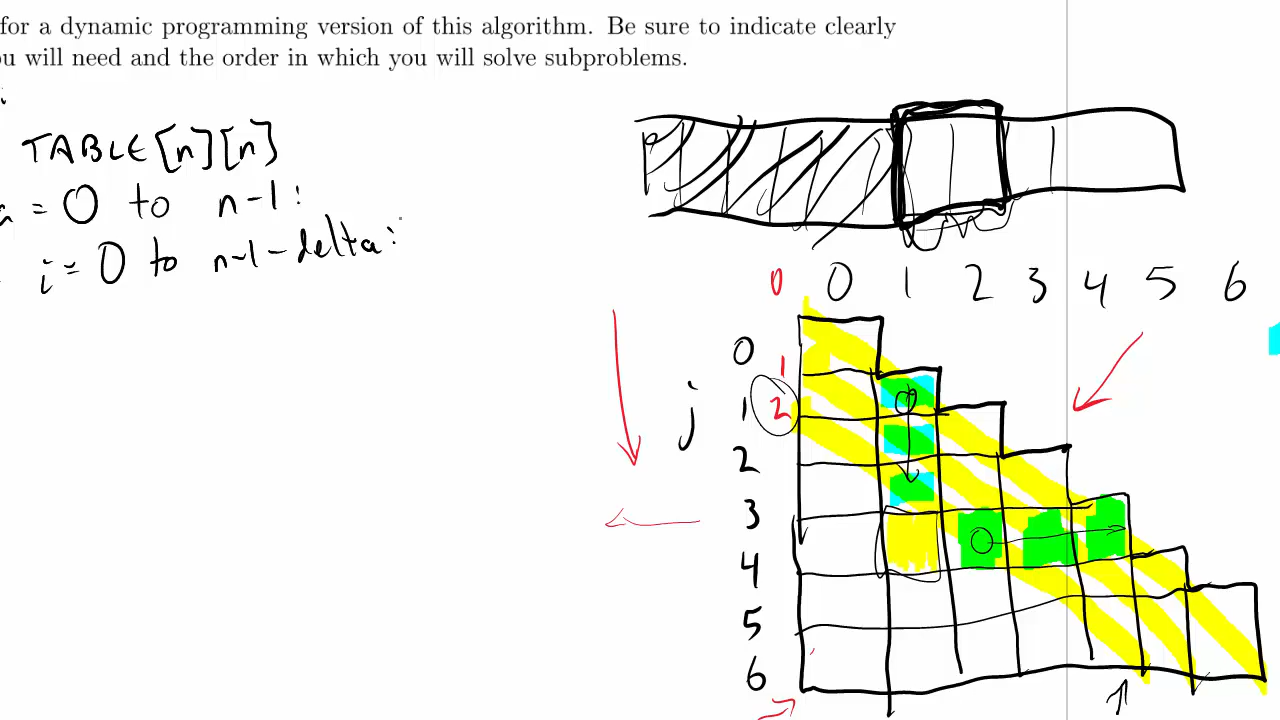 for a dynamic programming version of this algorithm. Be sure to indicate clearly
ou will need and the order in which you will solve subproblems.
TABLE[n][n]
a = 0 to n-1:
i = 0 to n-1-delta:
0 0 1 2 3 4 5 6
0
1
j 1 2
2
3
4
5
6